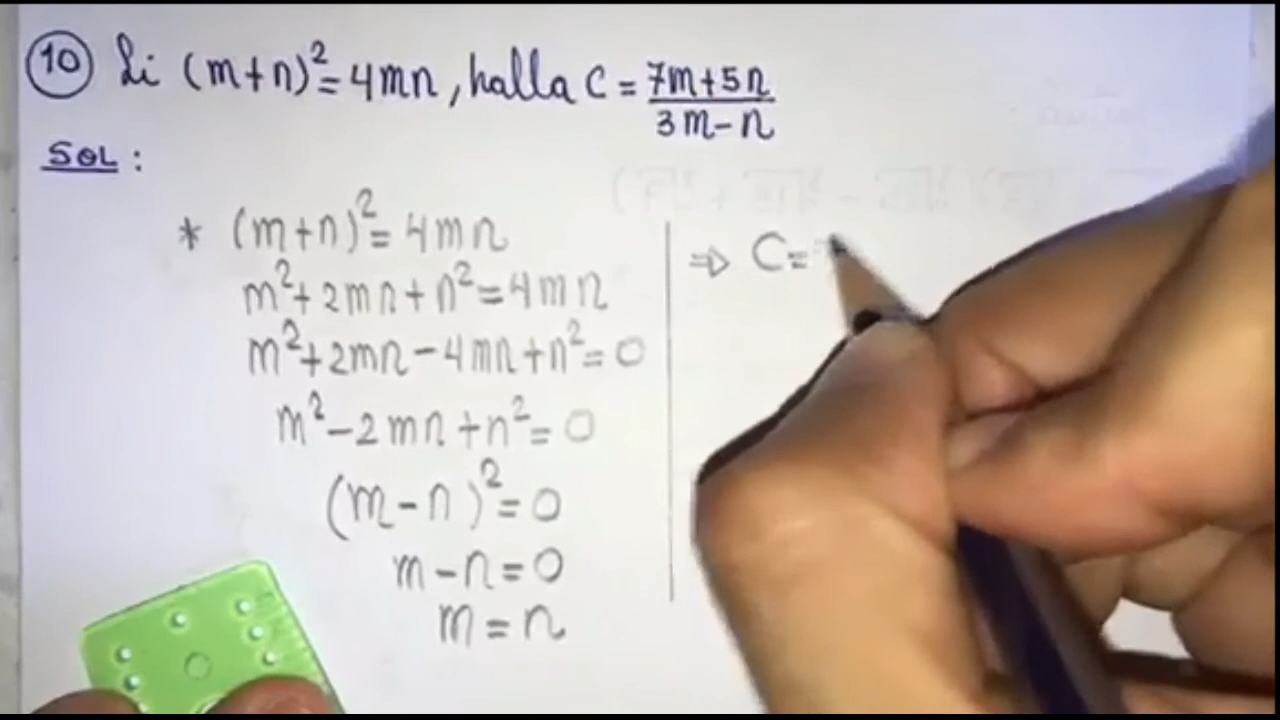 10 Si (m+n)²=4mn, halla C = 7m+5n / 3m-n
SOL :
* (m+n)²= 4mn
m²+2mn+n²=4mn
m²+2mn-4mn+n²=0
m²-2mn+n²=0
(m-n)²=0
m-n=0
m=n
⇒ C=